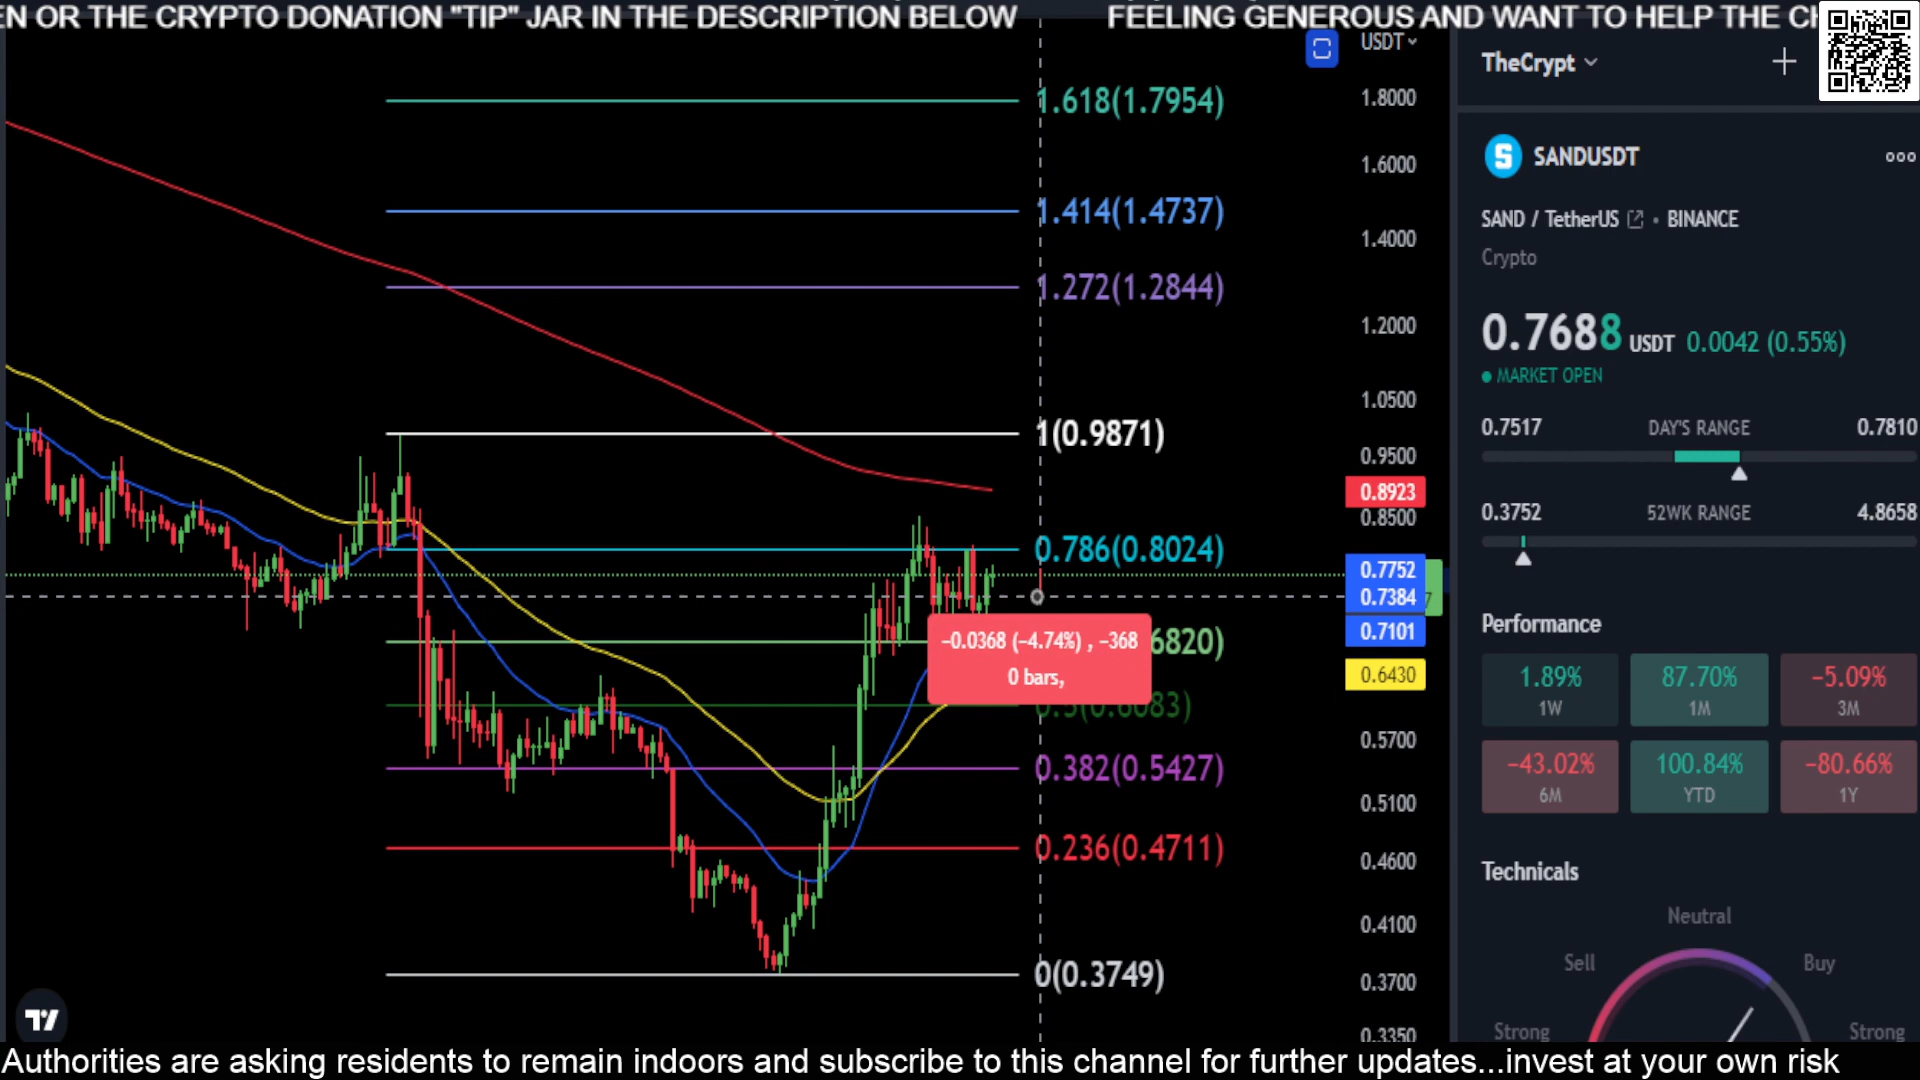 EN OR THE CRYPTO DONATION "TIP" JAR IN THE DESCRIPTION BELOW FEELING GENEROUS AND WANT TO HELP THE CH
USDT
1.618(1.7954)
1.414(1.4737)
1.272(1.2844)
1(0.9871)
0.786(0.8024)
6820)
0.5(0.6083)
0.382(0.5427)
0.236(0.4711)
0(0.3749)
−0.0368 (−4.74%) , −368
0 bars,
1.8000
1.6000
1.4000
1.2000
1.0500
0.9500
0.8923
0.8500
0.7752
0.7384
7
0.7101
0.6430
0.5700
0.5100
0.4600
0.4100
0.3700
0.3350
TheCrypt
SANDUSDT
SAND / TetherUS • BINANCE
Crypto
0.7688 USDT 0.0042 (0.55%)
MARKET OPEN
0.7517 DAY'S RANGE 0.7810
0.3752 52WK RANGE 4.8658
Performance
1.89% 87.70% −5.09%
1W 1M 3M
−43.02% 100.84% −80.66%
6M YTD 1Y
Technicals
Neutral
Sell Buy
Strong Strong
Authorities are asking residents to remain indoors and subscribe to this channel for further updates...invest at your own risk